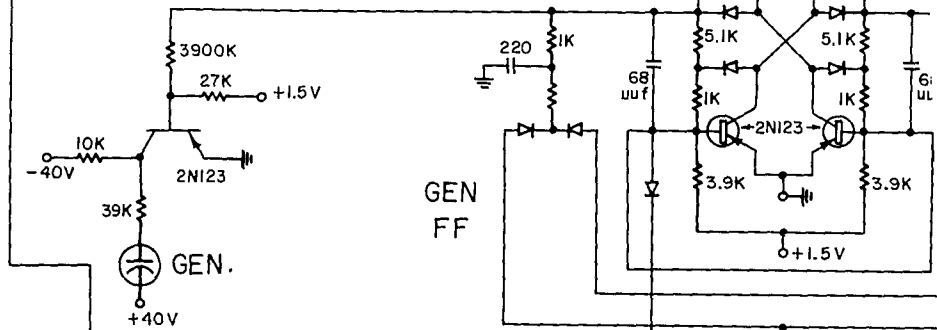 3900K
27K
+1.5V
10K
-40V
2N123
39K
GEN.
+40V
1K
220
GEN
FF
68
uuf
5.1K
5.1K
1K
1K
2N123
3.9K
3.9K
+1.5V